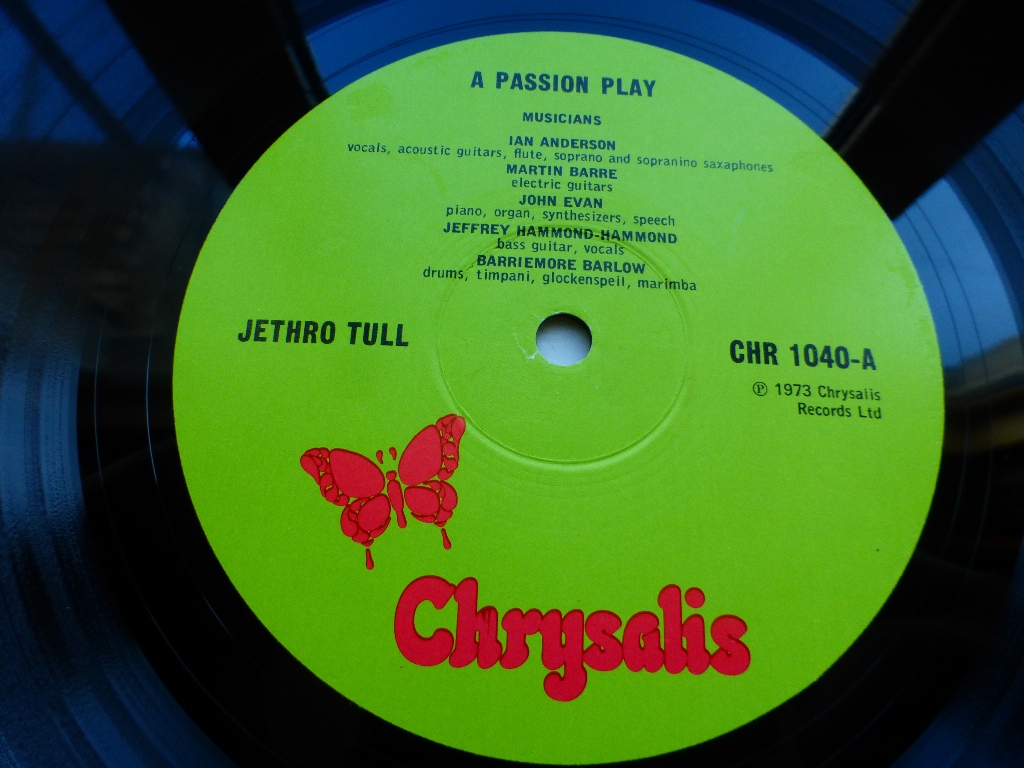 A PASSION PLAY
MUSICIANS
IAN ANDERSON
vocals, acoustic guitars, flute, soprano and sopranino saxaphones
MARTIN BARRE
electric guitars
JOHN EVAN
piano, organ, synthesizers, speech
JEFFREY HAMMOND-HAMMOND
bass guitar, vocals
BARRIEMORE BARLOW
drums, timpani, glockenspeil, marimba
JETHRO TULL
CHR 1040-A
℗ 1973 Chrysalis
Records Ltd
Chrysalis